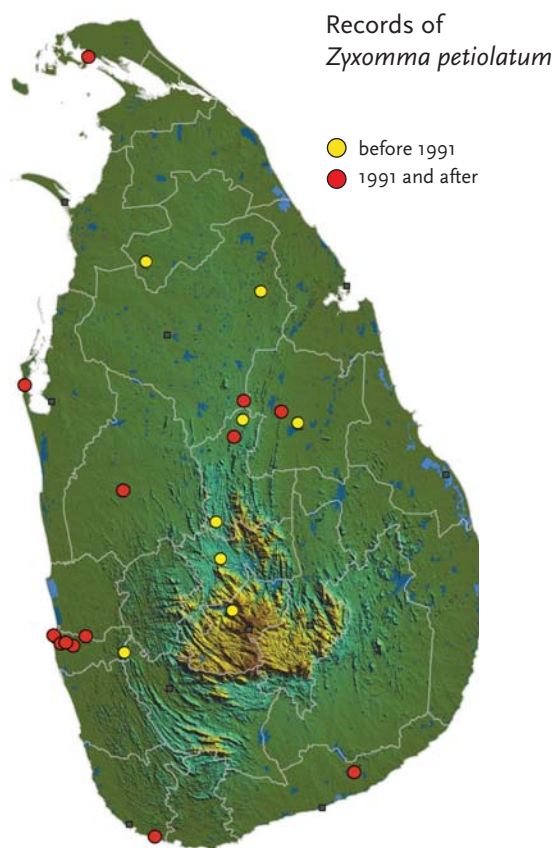 Records of
Zyxomma petiolatum
before 1991
1991 and after